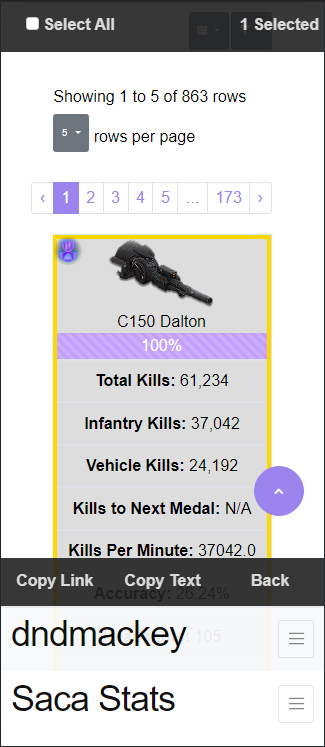 Select All
1 Selected
Showing 1 to 5 of 863 rows
5 rows per page
‹ 1 2 3 4 5 ... 173 ›
C150 Dalton
100%
Total Kills: 61,234
Infantry Kills: 37,042
Vehicle Kills: 24,192
Kills to Next Medal: N/A
Kills Per Minute: 37042.0
Copy Link Copy Text Back
Accuracy: 26.24%
dndmackey
105
Saca Stats